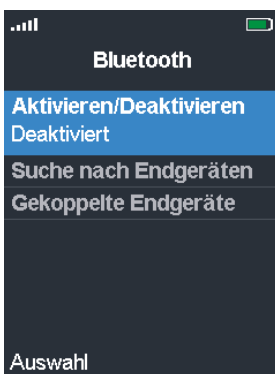 Bluetooth
Aktivieren/Deaktivieren
Deaktiviert
Suche nach Endgeräten
Gekoppelte Endgeräte
Auswahl